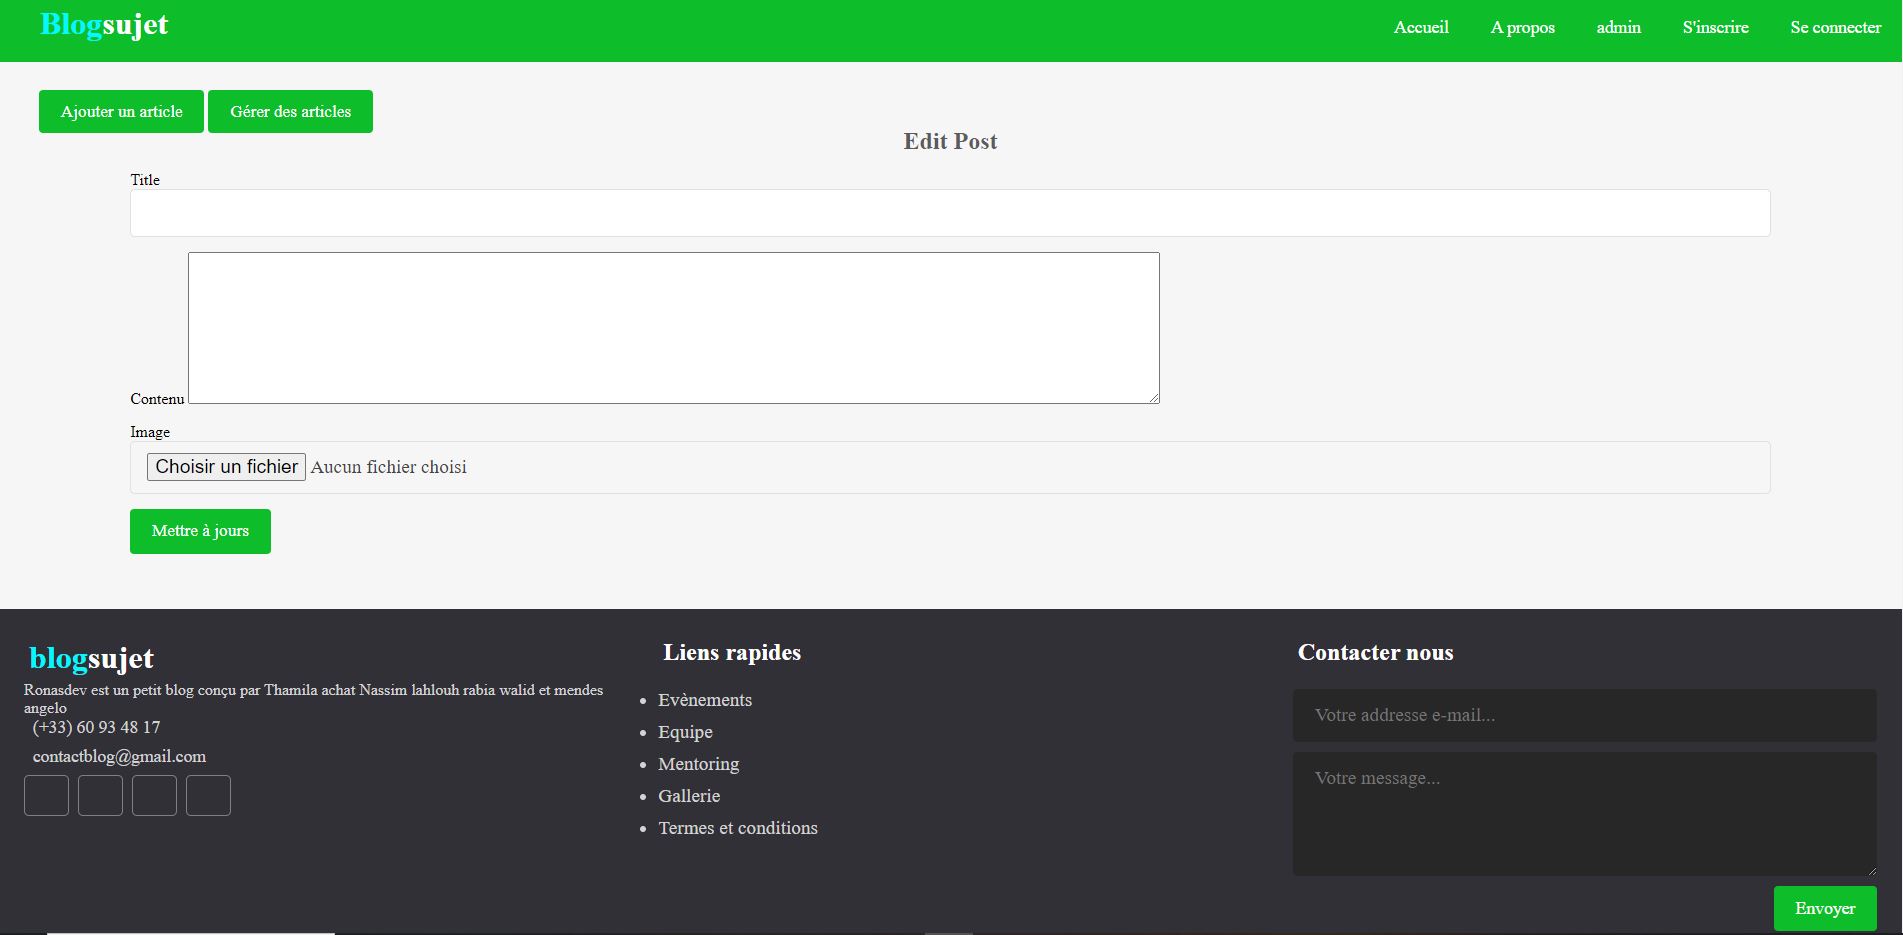 Blogsujet
Accueil A propos admin S'inscrire Se connecter
Ajouter un article Gérer des articles
Edit Post
Title
Contenu
Image
Choisir un fichier Aucun fichier choisi
Mettre à jours
blogsujet
Ronasdev est un petit blog conçu par Thamila achat Nassim lahlouh rabia walid et mendes
angelo
(+33) 60 93 48 17
contactblog@gmail.com
Liens rapides
Evènements
Equipe
Mentoring
Gallerie
Termes et conditions
Contacter nous
Votre addresse e-mail...
Votre message...
Envoyer